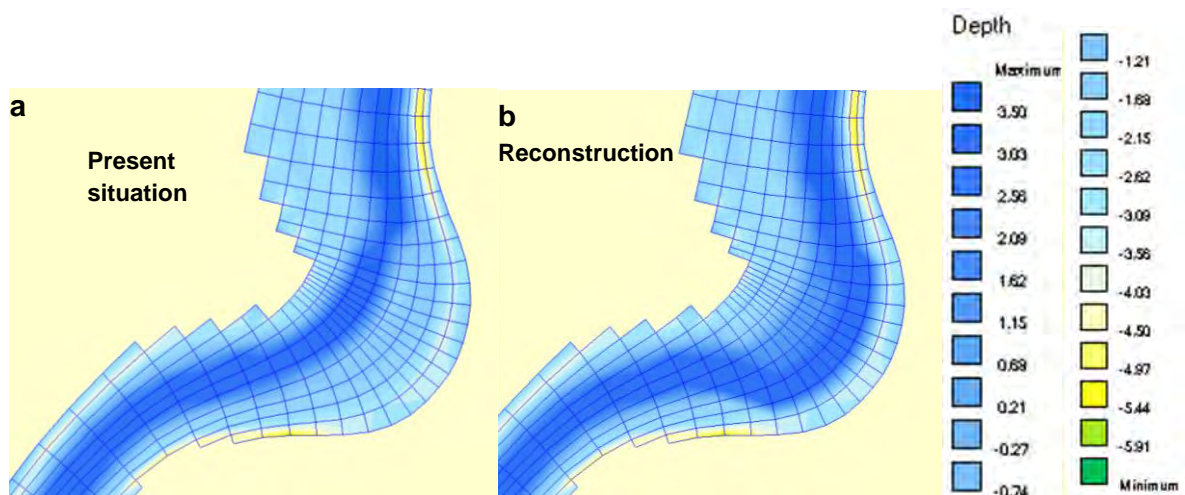 a
Present
situation
b
Reconstruction
Depth
Maximum
3.50
3.03
2.56
2.09
1.62
1.15
0.69
0.21
-0.27
-0.74
-1.21
-1.68
-2.15
-2.62
-3.09
-3.56
-4.03
-4.50
-4.97
-5.44
-5.91
Minimum